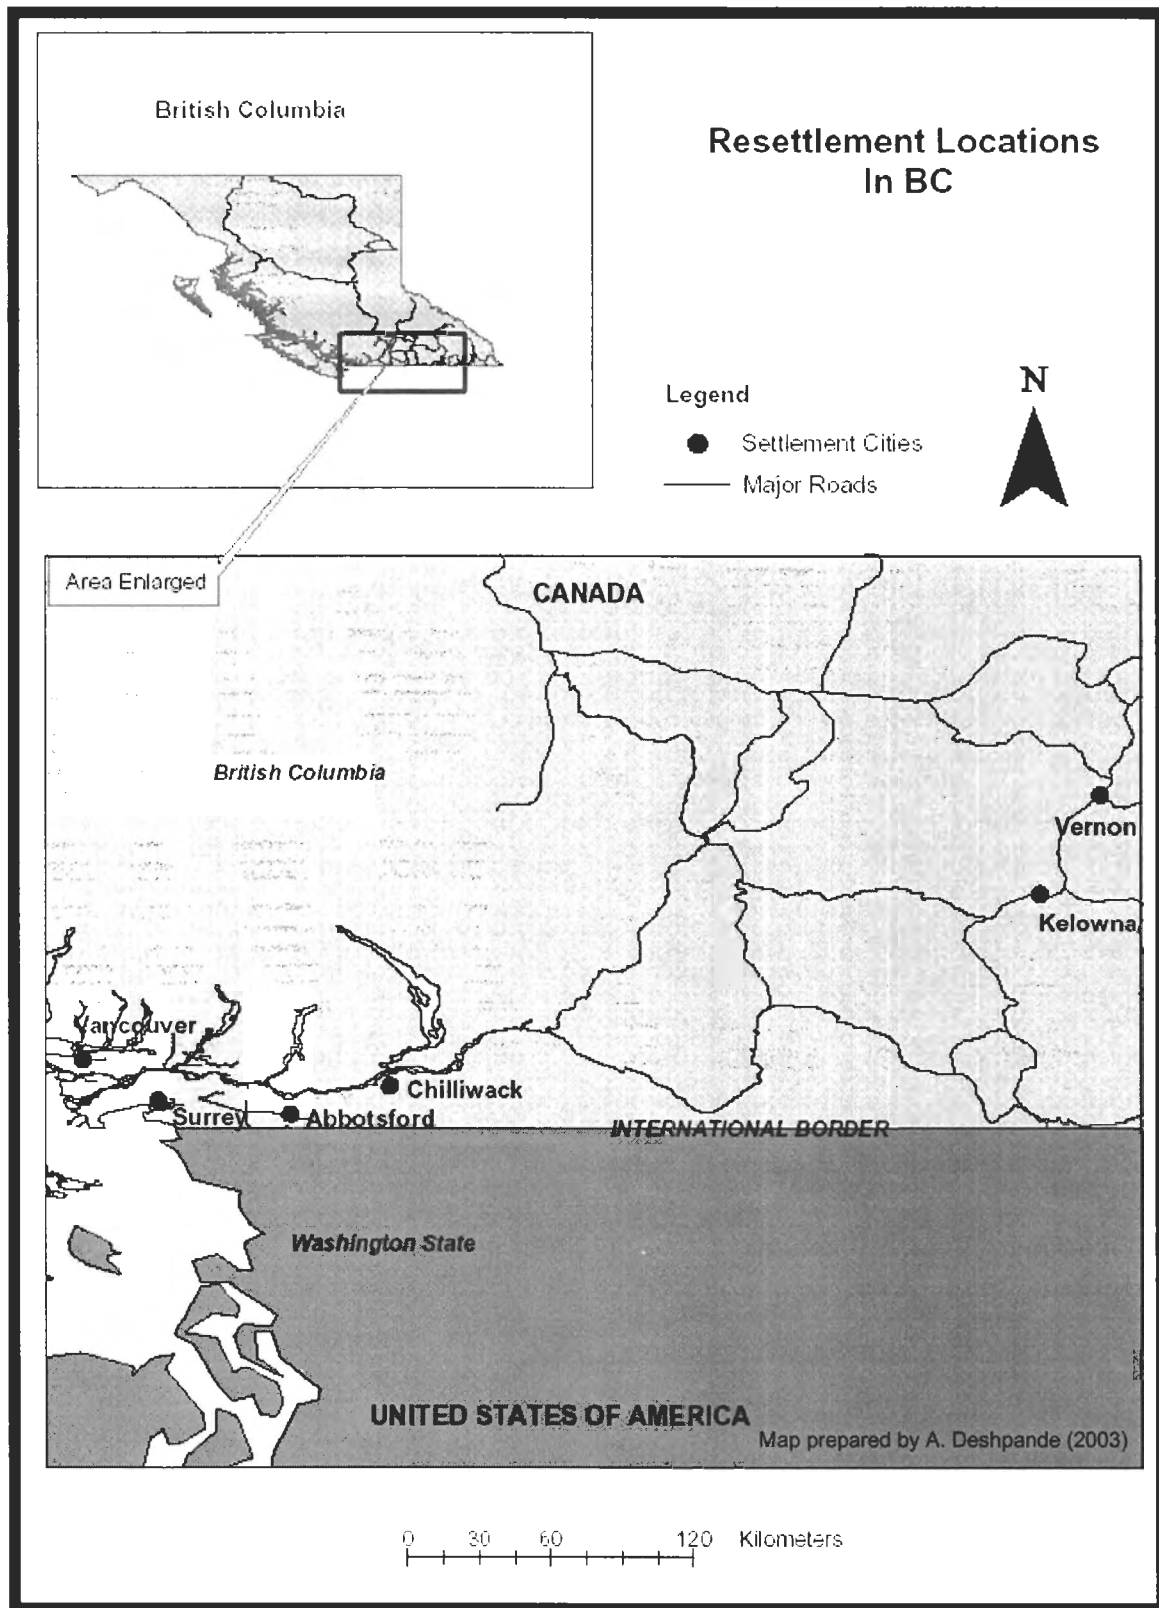 British Columbia
Resettlement Locations
In BC
Legend
N
Settlement Cities
Major Roads
Area Enlarged
CANADA
British Columbia
Vernon
Kelowna
Vancouver
Chilliwack
Surrey
Abbotsford
INTERNATIONAL BORDER
Washington State
UNITED STATES OF AMERICA
Map prepared by A. Deshpande (2003)
0 30 60 120 Kilometers